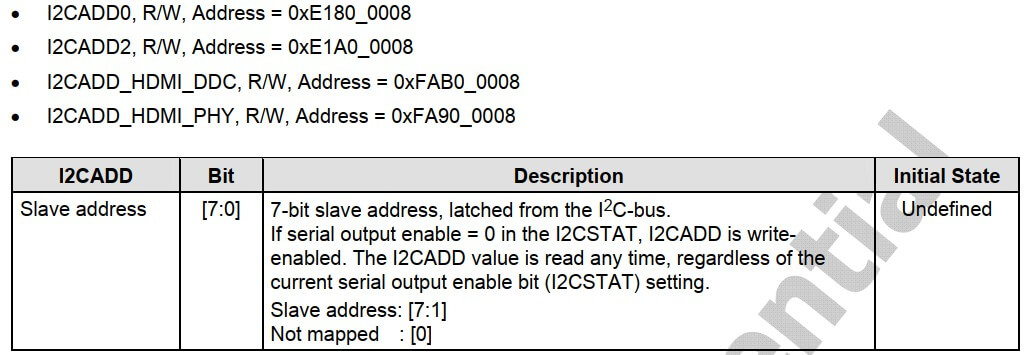 • I2CADD0, R/W, Address = 0xE180_0008
• I2CADD2, R/W, Address = 0xE1A0_0008
• I2CADD_HDMI_DDC, R/W, Address = 0xFAB0_0008
• I2CADD_HDMI_PHY, R/W, Address = 0xFA90_0008
I2CADD Bit Description Initial State
Slave address [7:0] 7-bit slave address, latched from the I2C-bus. Undefined
If serial output enable = 0 in the I2CSTAT, I2CADD is write-
enabled. The I2CADD value is read any time, regardless of the
current serial output enable bit (I2CSTAT) setting.
Slave address: [7:1]
Not mapped : [0]
ential